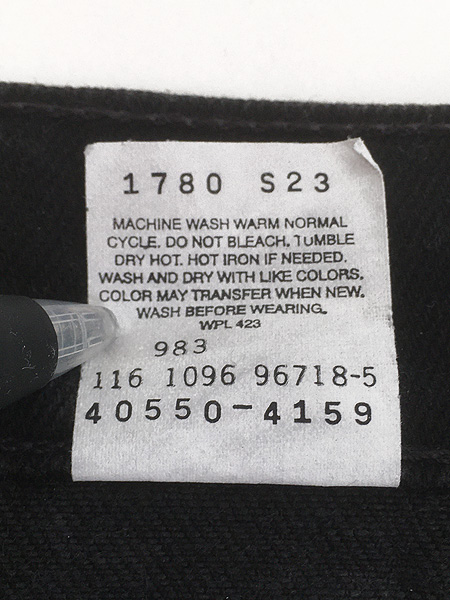 1780 S23
MACHINE WASH WARM NORMAL
CYCLE. DO NOT BLEACH. TUMBLE
DRY HOT. HOT IRON IF NEEDED.
WASH AND DRY WITH LIKE COLORS.
COLOR MAY TRANSFER WHEN NEW.
WASH BEFORE WEARING.
WPL 423
983
116 1096 96718-5
40550-4159